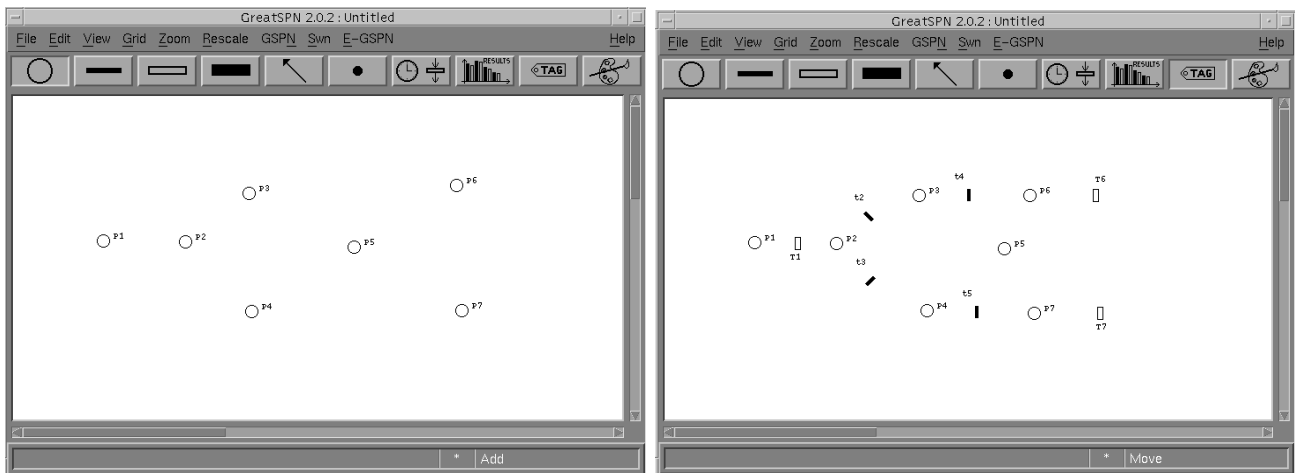 GreatSPN 2.0.2 : Untitled
File Edit View Grid Zoom Rescale GSPN Swn E-GSPN Help
RESULTS TAG
P6
P3
P1 P2 P5
P4 P7
* Add
GreatSPN 2.0.2 : Untitled
File Edit View Grid Zoom Rescale GSPN Swn E-GSPN Help
RESULTS TAG
t4 T6
t2 P3 P6
P1 T1 P2 P5
t3
P4 t5 P7
T7
* Move